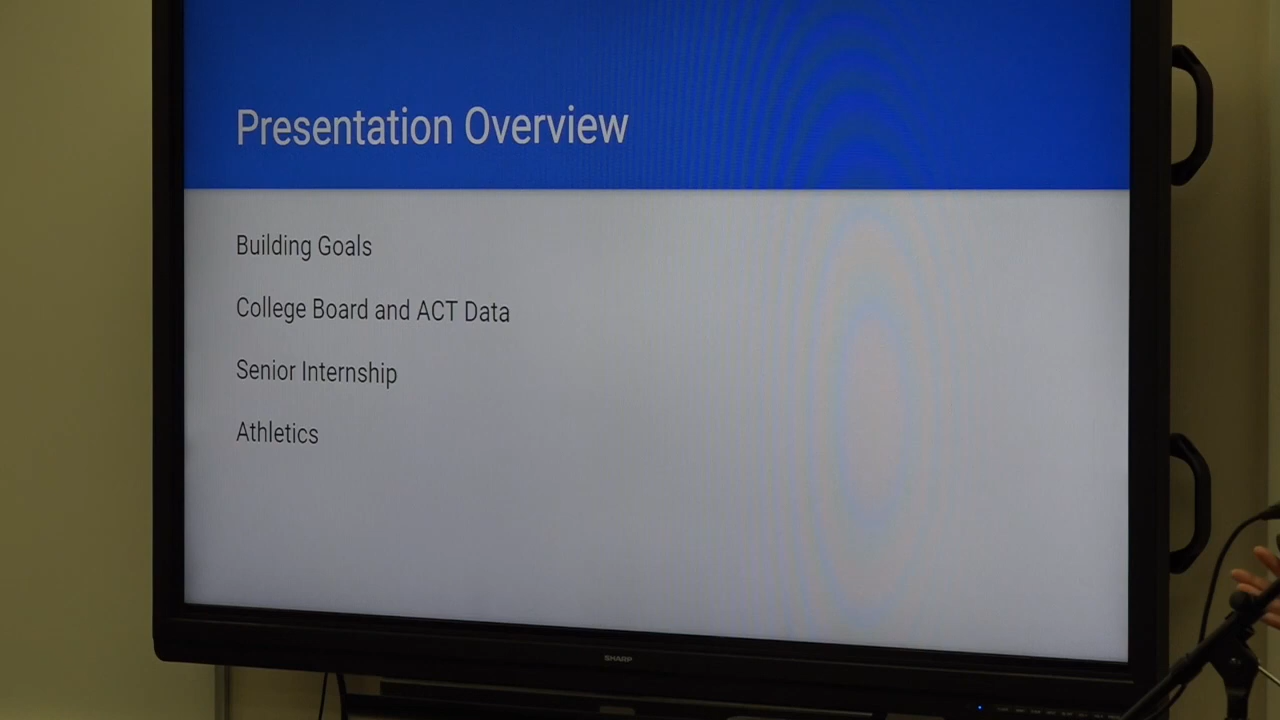 Presentation Overview
Building Goals
College Board and ACT Data
Senior Internship
Athletics
SHARP